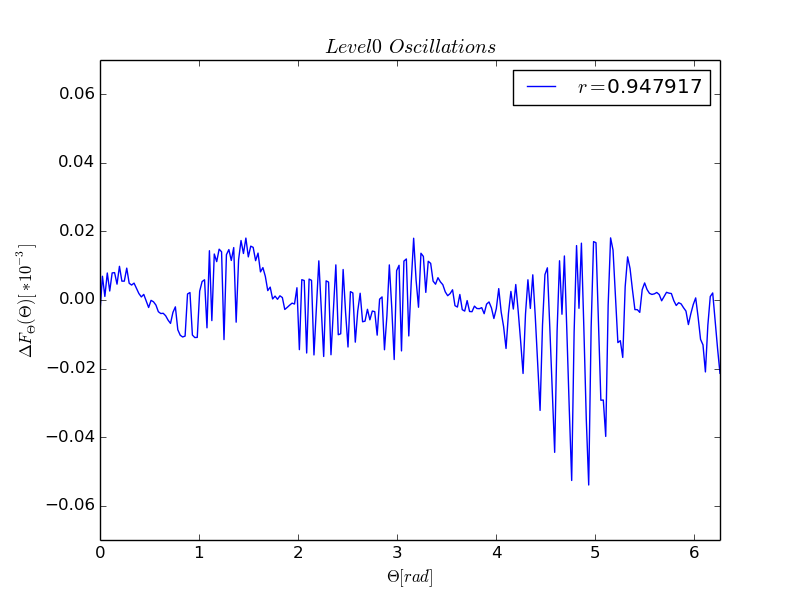 Level0 Oscillations
r=0.947917
0.06
0.04
0.02
0.00
−0.02
−0.04
−0.06
ΔF_Θ(Θ)[*10^{-3}]
0 1 2 3 4 5 6
Θ[rad]